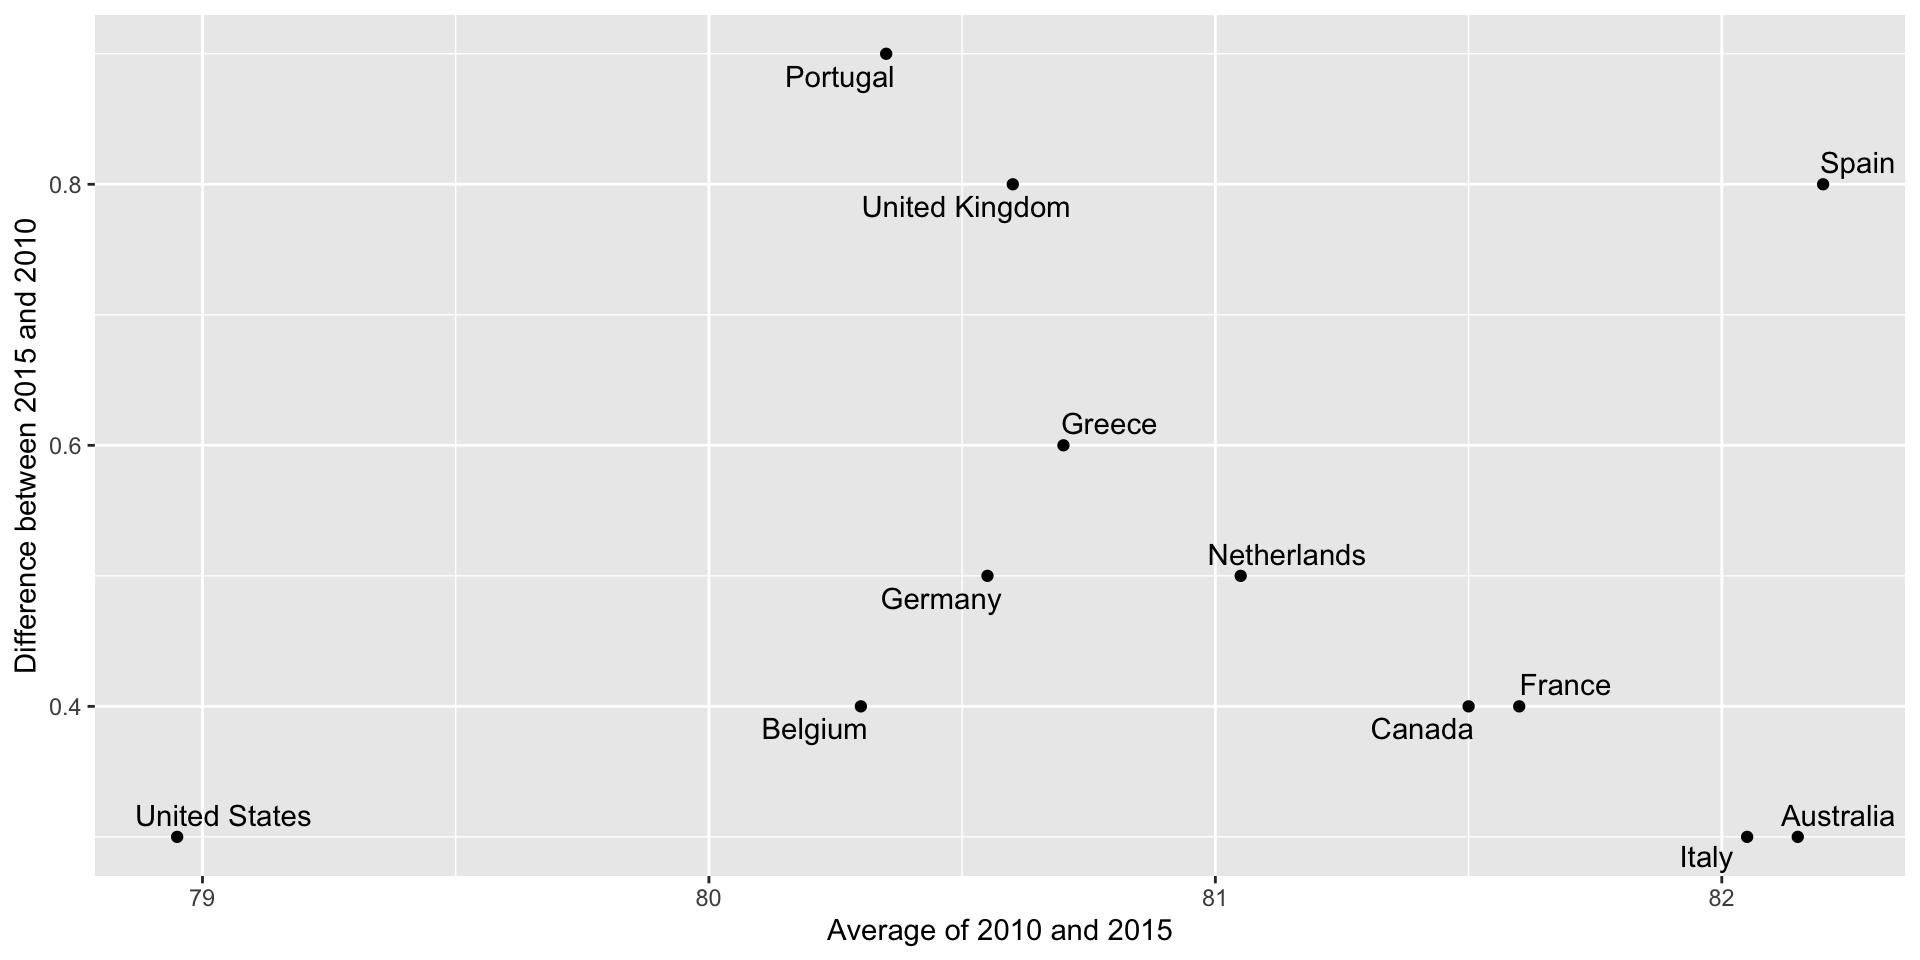 Portugal
Spain
0.8
United Kingdom
Difference between 2015 and 2010
Greece
0.6
Netherlands
Germany
France
0.4
Belgium
Canada
United States
Australia
Italy
79
80
81
82
Average of 2010 and 2015